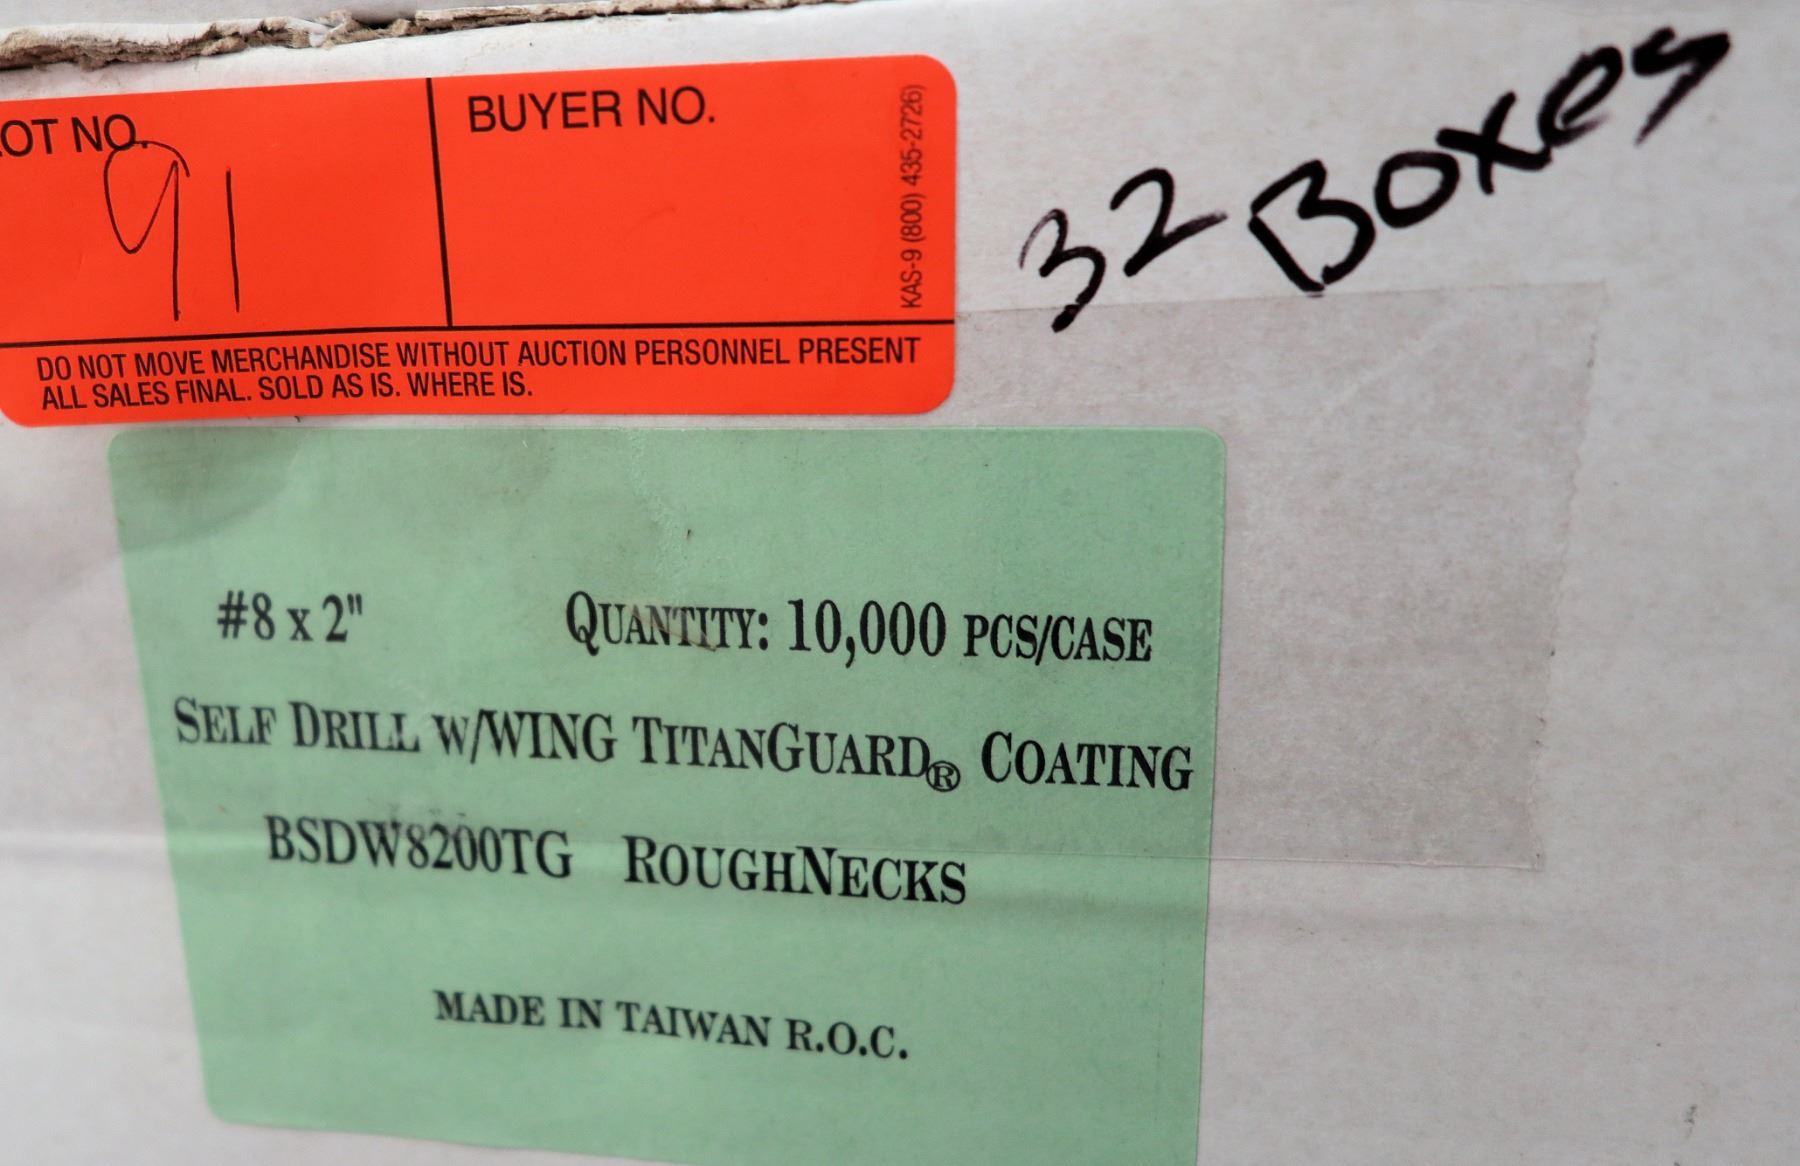 OT NO.
91
BUYER NO.
KAS-9 (800) 435-2726)
DO NOT MOVE MERCHANDISE WITHOUT AUCTION PERSONNEL PRESENT
ALL SALES FINAL. SOLD AS IS. WHERE IS.
32 Boxes
#8 x 2" QUANTITY: 10,000 PCS/CASE
SELF DRILL W/WING TITANGUARD® COATING
BSDW8200TG ROUGHNECKS
MADE IN TAIWAN R.O.C.